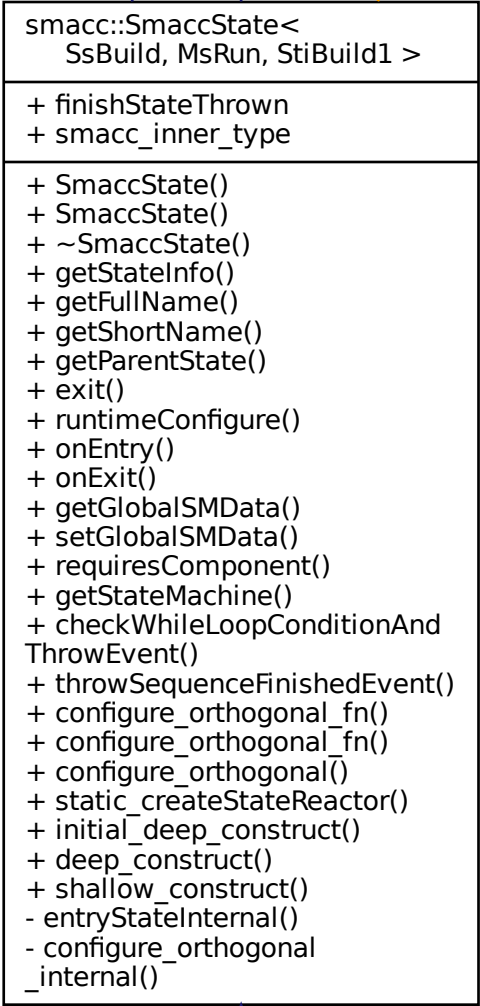 smacc::SmaccState<
SsBuild, MsRun, StiBuild1 >
+ finishStateThrown
+ smacc_inner_type
+ SmaccState()
+ SmaccState()
+ ~SmaccState()
+ getStateInfo()
+ getFullName()
+ getShortName()
+ getParentState()
+ exit()
+ runtimeConfigure()
+ onEntry()
+ onExit()
+ getGlobalSMData()
+ setGlobalSMData()
+ requiresComponent()
+ getStateMachine()
+ checkWhileLoopConditionAnd
ThrowEvent()
+ throwSequenceFinishedEvent()
+ configure_orthogonal_fn()
+ configure_orthogonal_fn()
+ configure_orthogonal()
+ static_createStateReactor()
+ initial_deep_construct()
+ deep_construct()
+ shallow_construct()
- entryStateInternal()
- configure_orthogonal
_internal()